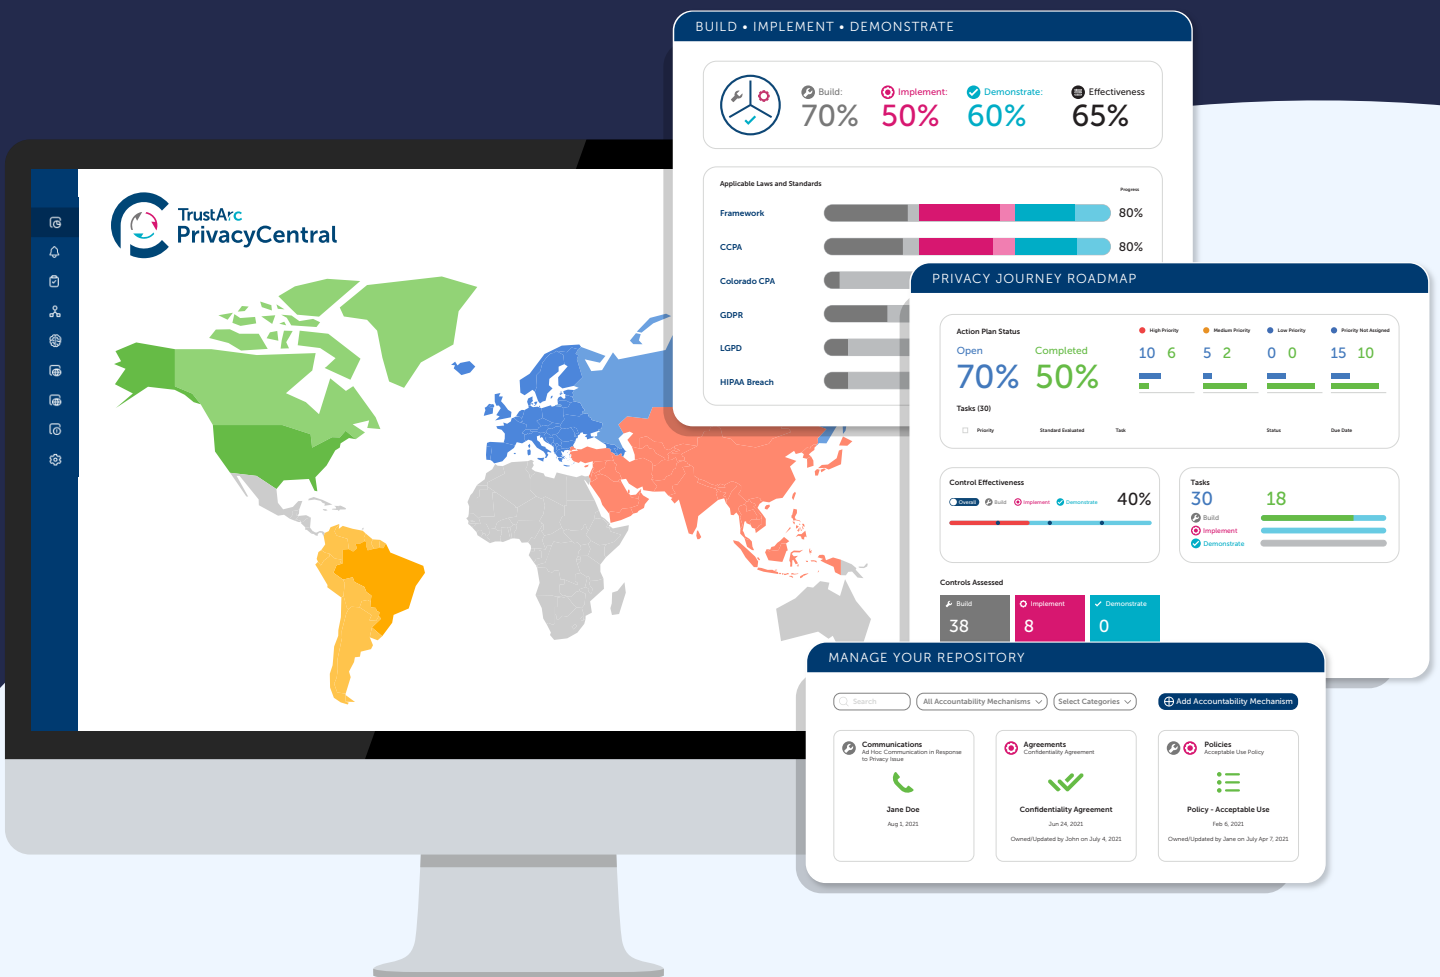 TrustArc
PrivacyCentral
BUILD • IMPLEMENT • DEMONSTRATE
Build:
70%
Implement:
50%
Demonstrate:
60%
Effectiveness
65%
Applicable Laws and Standards
Progress
Framework
80%
CCPA
80%
Colorado CPA
GDPR
LGPD
HIPAA Breach
PRIVACY JOURNEY ROADMAP
Action Plan Status
Open
70%
Completed
50%
High Priority
10 6
Medium Priority
5 2
Low Priority
0 0
Priority Not Assigned
15 10
Tasks (30)
Priority Standard Evaluated Task Status Due Date
Control Effectiveness
Overall Build Implement Demonstrate
40%
Tasks
30 18
Build
Implement
Demonstrate
Controls Assessed
Build
38
Implement
8
Demonstrate
0
MANAGE YOUR REPOSITORY
Search
All Accountability Mechanisms
Select Categories
Add Accountability Mechanism
Communications
Ad Hoc Communication in Response
to Privacy Issue
Jane Doe
Aug 1, 2021
Agreements
Confidentiality Agreement
Confidentiality Agreement
Jun 24, 2021
Owned/Updated by John on July 4, 2021
Policies
Acceptable Use Policy
Policy - Acceptable Use
Feb 6, 2021
Owned/Updated by Jane on July Apr 7, 2021